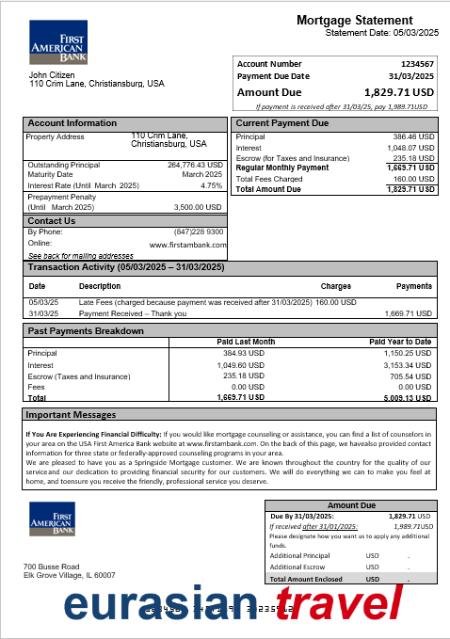 Mortgage Statement
Statement Date: 05/03/2025
FIRST
AMERICAN
BANK
John Citizen
110 Crim Lane, Christiansburg, USA
Account Number 1234567
Payment Due Date 31/03/2025
Amount Due 1,829.71 USD
If payment is received after 31/03/25, pay 1,989.71USD
Account Information
Property Address 110 Crim Lane,
Christiansburg, USA
Outstanding Principal 264,776.43 USD
Maturity Date March 2025
Interest Rate (Until March 2025) 4.75%
Prepayment Penalty
(Until March 2025) 3,500.00 USD
Contact Us
By Phone: (847)228 9300
Online: www.firstambank.com
See back for mailing addresses
Current Payment Due
Principal 386.46 USD
Interest 1,048.07 USD
Escrow (for Taxes and Insurance) 235.18 USD
Regular Monthly Payment 1,669.71 USD
Total Fees Charged 160.00 USD
Total Amount Due 1,829.71 USD
Transaction Activity (05/03/2025 – 31/03/2025)
Date Description Charges Payments
05/03/25 Late Fees (charged because payment was received after 31/03/2025) 160.00 USD
31/03/25 Payment Received – Thank you 1,669.71 USD
Past Payments Breakdown
Paid Last Month Paid Year to Date
Principal 384.93 USD 1,150.25 USD
Interest 1,049.60 USD 3,153.34 USD
Escrow (Taxes and Insurance) 235.18 USD 705.54 USD
Fees 0.00 USD 0.00 USD
Total 1,669.71 USD 5,009.13 USD
Important Messages
If You Are Experiencing Financial Difficulty: If you would like mortgage counseling or assistance, you can find a list of counselors in
your area on the USA First America Bank website at www.firstambank.com. On the back of this page, we havealso provided contact
information for three state or federally-approved counseling programs in your area.
We are pleased to have you as a Springside Mortgage customer. We are known throughout the country for the quality of our
service and our dedication to providing financial security for our customers. We will do everything we can to make you feel at
home, and toensure you receive the friendly, professional service you deserve.
FIRST
AMERICAN
BANK
700 Busse Road
Elk Grove Village, IL 60007
Amount Due
Due By 31/03/2025: 1,829.71 USD
If received after 31/01/2025: 1,989.71USD
Please designate how you want us to apply any additional
funds.
Additional Principal USD .
Additional Escrow USD .
Total Amount Enclosed USD .
eurasian travel